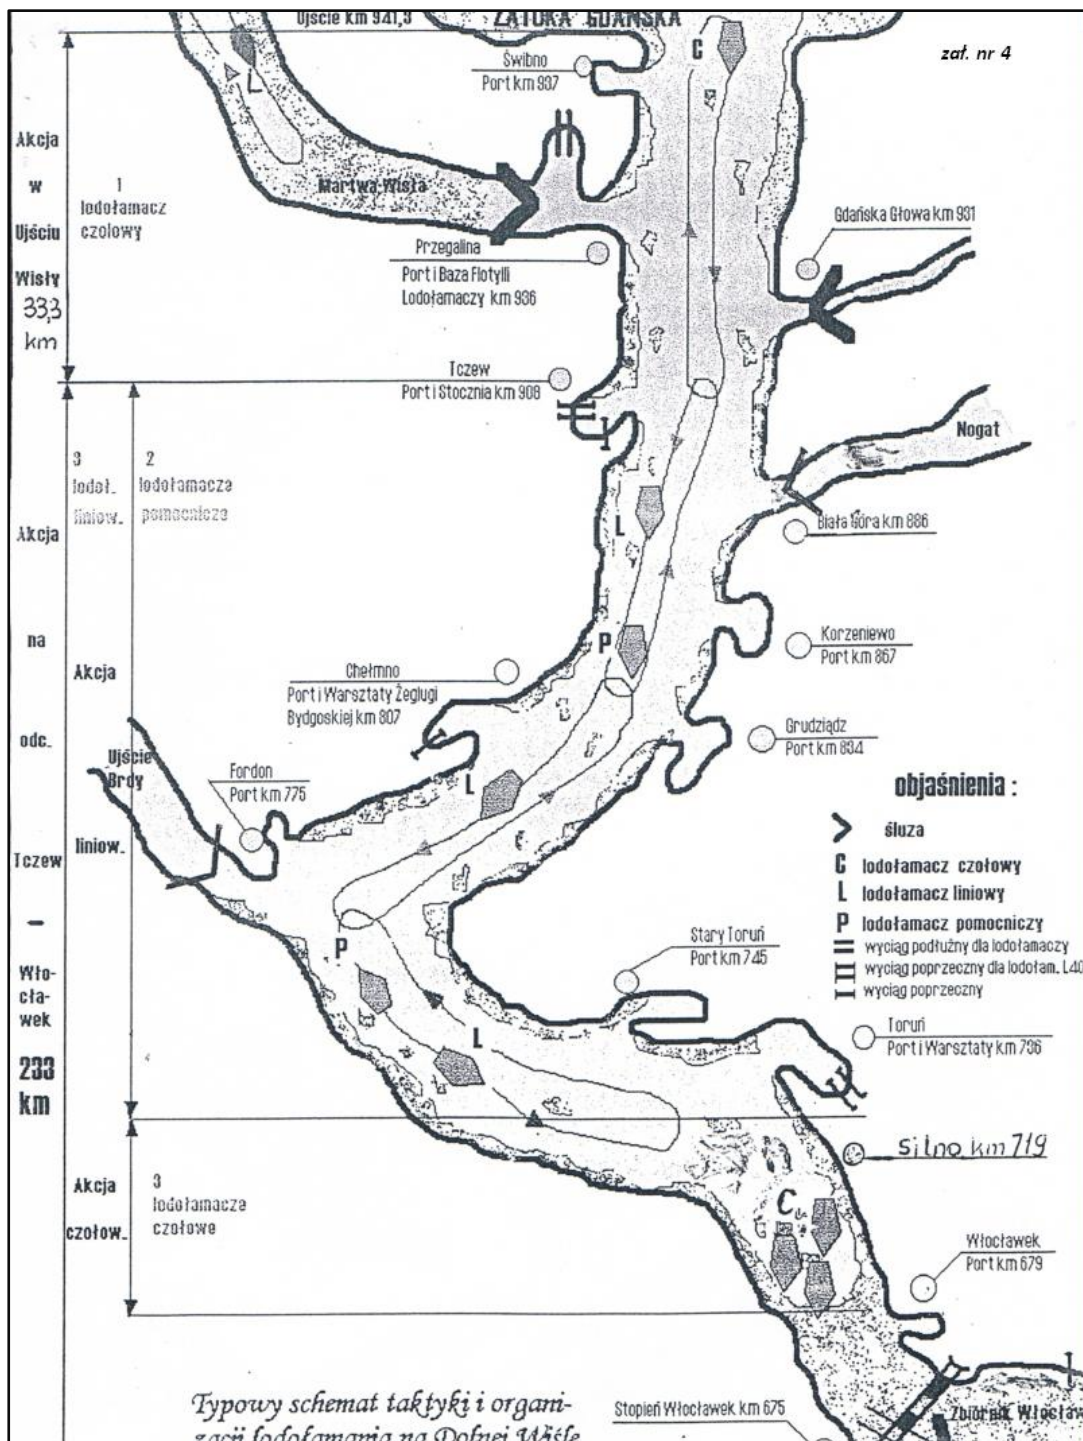 Ujście km 941,3
ZATOKA GDAŃSKA
zał. nr 4
C
Świbno
Port km 937
L
Akcja
w
Ujściu
Wisły
33,3
km
1
lodołamacz
czołowy
Martwa Wisła
Przegalina
Port i Baza Flotylli
Lodołamaczy km 936
Gdańska Głowa km 931
Tczew
Port i Stocznia km 908
3
lodoł.
liniow.
2
lodołamacze
pomocnicze
Nogat
L
Biała Góra km 886
Akcja
na
odc.
Tczew
—
Wło-
cła-
wek
233
km
P
Korzeniewo
Port km 867
Akcja
liniow.
Chełmno
Port i Warsztaty Żeglugi
Bydgoskiej km 807
Grudziądz
Port km 834
Ujście
Brdy
Fordon
Port km 775
L
objaśnienia :
śluza
C lodołamacz czołowy
L lodołamacz liniowy
P lodołamacz pomocniczy
wyciąg podłużny dla lodołamaczy
wyciąg poprzeczny dla lodołam. L40
wyciąg poprzeczny
P
Stary Toruń
Port km 745
L
Toruń
Port i Warsztaty km 736
Silno km 719
Akcja
czołow.
3
lodołamacze
czołowe
C
Włocławek
Port km 679
Typowy schemat taktyki i organi-
zacji lodołamania na Dolnej Wiśle
Stopień Włocławek km 675
Zbiornik Włocław